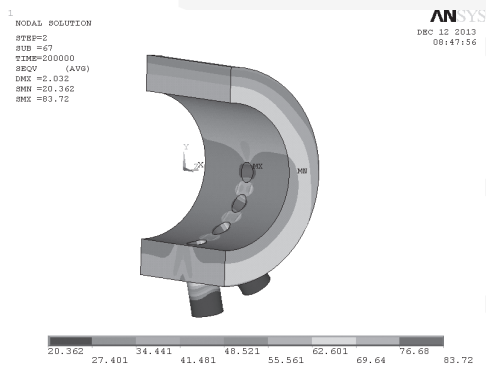 1
NODAL SOLUTION
STEP=2
SUB =67
TIME=200000
SEQV (AVG)
DMX =2.032
SMN =20.362
SMX =83.72
ANSYS
DEC 12 2013
08:47:56
Y
Z X
MX
MN
20.362 34.441 48.521 62.601 76.68
27.401 41.481 55.561 69.64 83.72